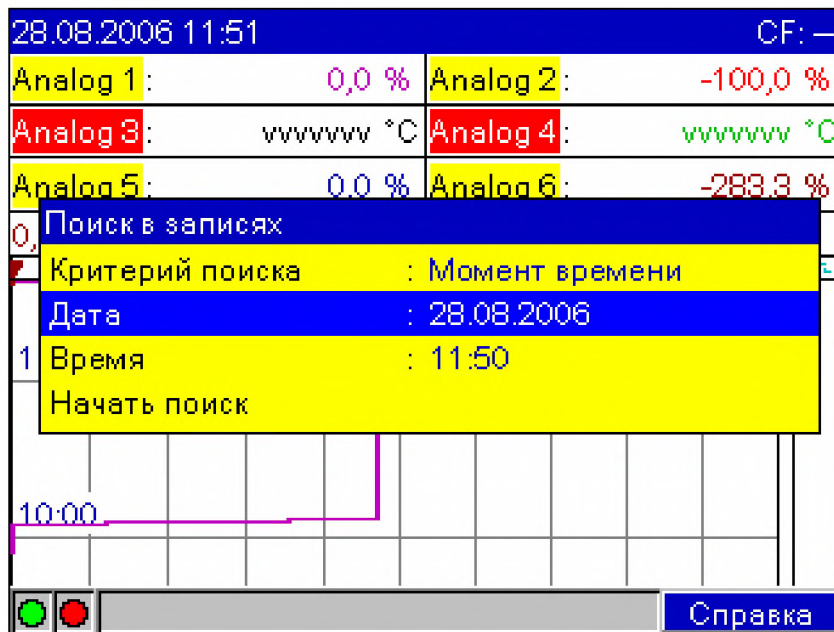 28.08.2006 11:51 CF: –
Analog 1: 0,0 % Analog 2: -100,0 %
Analog 3: vvvvvvv °C Analog 4: vvvvvvv °C
Analog 5: 0,0 % Analog 6: -283,3 %
0,
Поиск в записях
Критерий поиска : Момент времени
Дата : 28.08.2006
1 Время : 11:50
Начать поиск
10:00
Справка